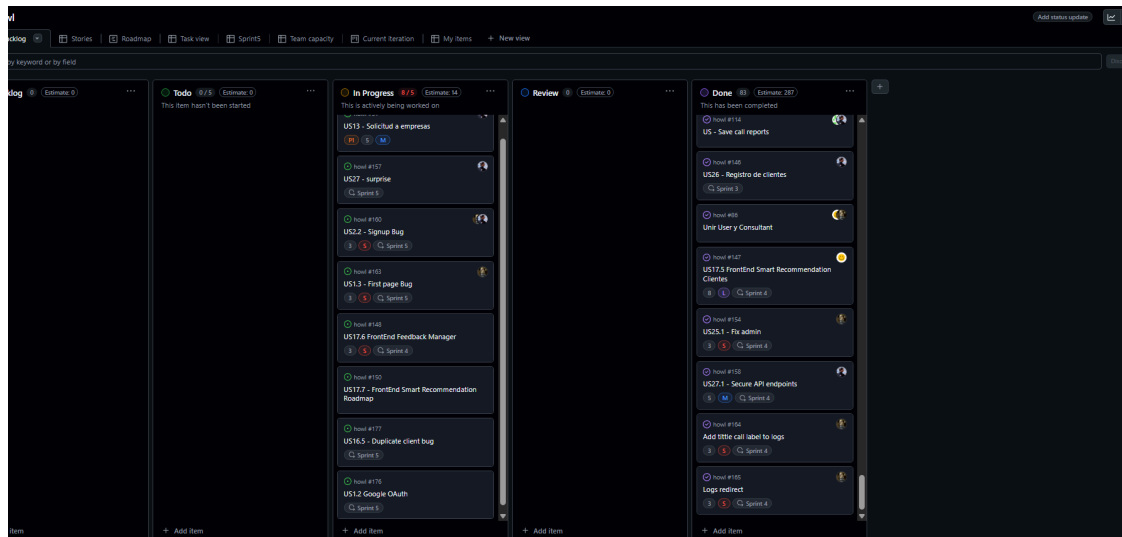 Add status update
Stories
Roadmap
Task view
Sprint5
Team capacity
Current iteration
My items
+ New view
by keyword or by field
0 Estimate: 0
Todo 0/5 Estimate: 0
This item hasn't been started
In Progress 8/5 Estimate: 14
This is actively being worked on
US13 - Solicitud a empresas
P1 5 M
howl #157
US27 - surprise
Sprint 5
howl #160
US2.2 - Signup Bug
3 S Sprint 5
howl #163
US1.3 - First page Bug
3 S Sprint 5
howl #148
US17.6 FrontEnd Feedback Manager
3 S Sprint 4
howl #150
US17.7 - FrontEnd Smart Recommendation
Roadmap
howl #177
US16.5 - Duplicate client bug
Sprint 5
howl #176
US1.2 Google OAuth
Sprint 5
Review 0 Estimate: 0
Done 83 Estimate: 287
This has been completed
howl #114
US - Save call reports
howl #146
US26 - Registro de clientes
Sprint 3
howl #86
Unir User y Consultant
howl #147
US17.5 FrontEnd Smart Recommendation
Clientes
8 L Sprint 4
howl #154
US25.1 - Fix admin
3 S Sprint 4
howl #158
US27.1 - Secure API endpoints
5 M Sprint 4
howl #164
Add tittle call label to logs
3 S Sprint 4
howl #165
Logs redirect
3 S Sprint 4
item
+ Add item
+ Add item
+ Add item
+ Add item